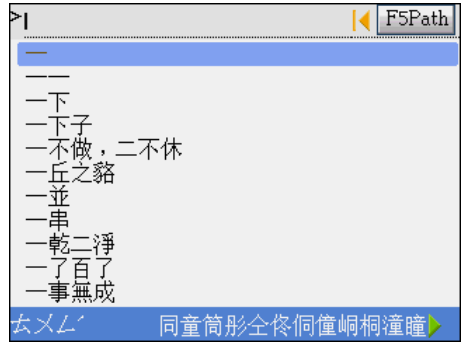 >| F5Path
一
一一
一下
一下子
一不做，二不休
一丘之貉
一並
一串
一乾二淨
一了百了
一事無成
ㄊㄨㄥˊ 同童筒彤仝佟侗僮峒桐潼瞳